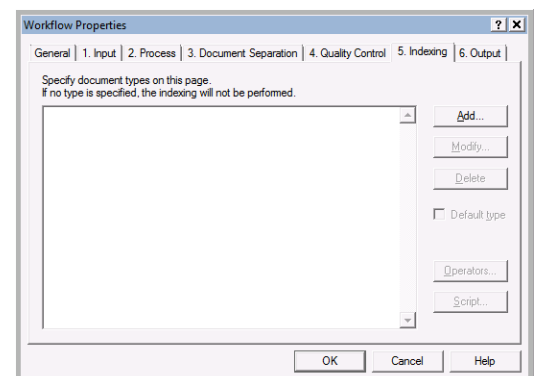 Workflow Properties
General 1. Input 2. Process 3. Document Separation 4. Quality Control 5. Indexing 6. Output
Specify document types on this page.
If no type is specified, the indexing will not be performed.
Add...
Modify...
Delete
Default type
Operators...
Script...
OK Cancel Help